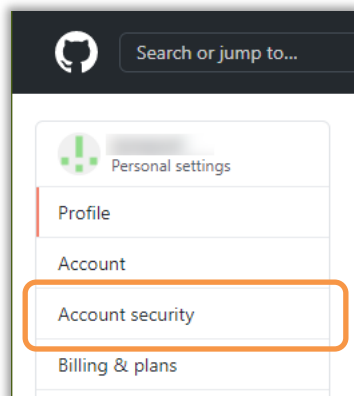 Search or jump to...
Personal settings
Profile
Account
Account security
Billing & plans